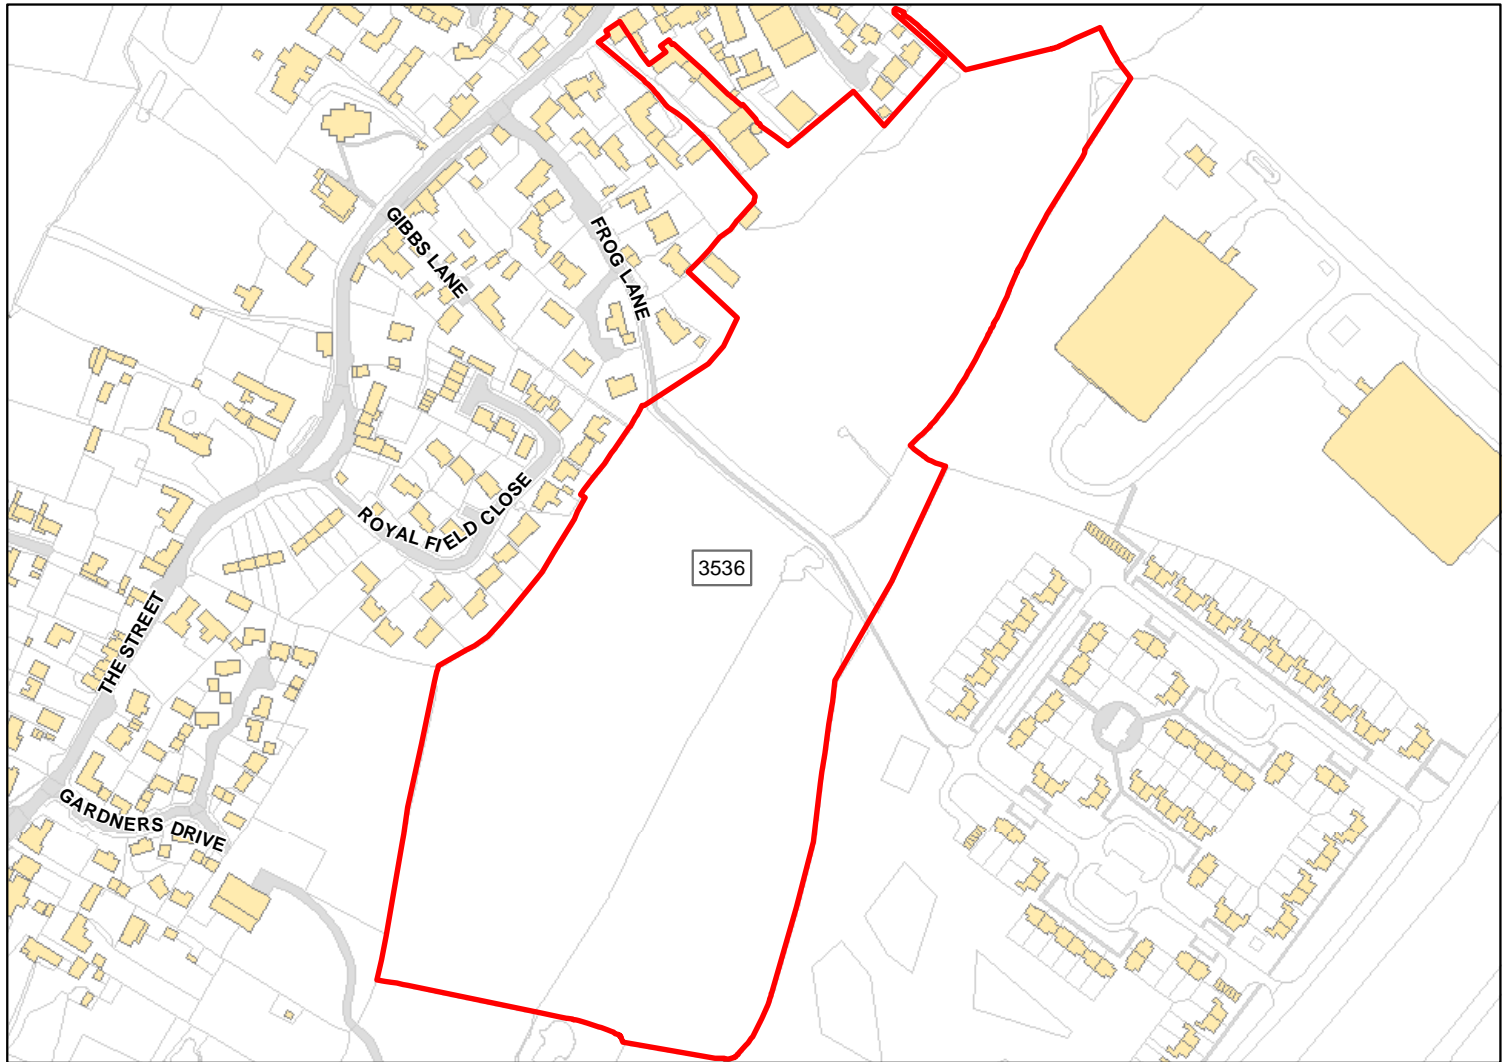 GIBBS LANE
FROG LANE
ROYAL FIELD CLOSE
3536
THE STREET
GARDNERS DRIVE